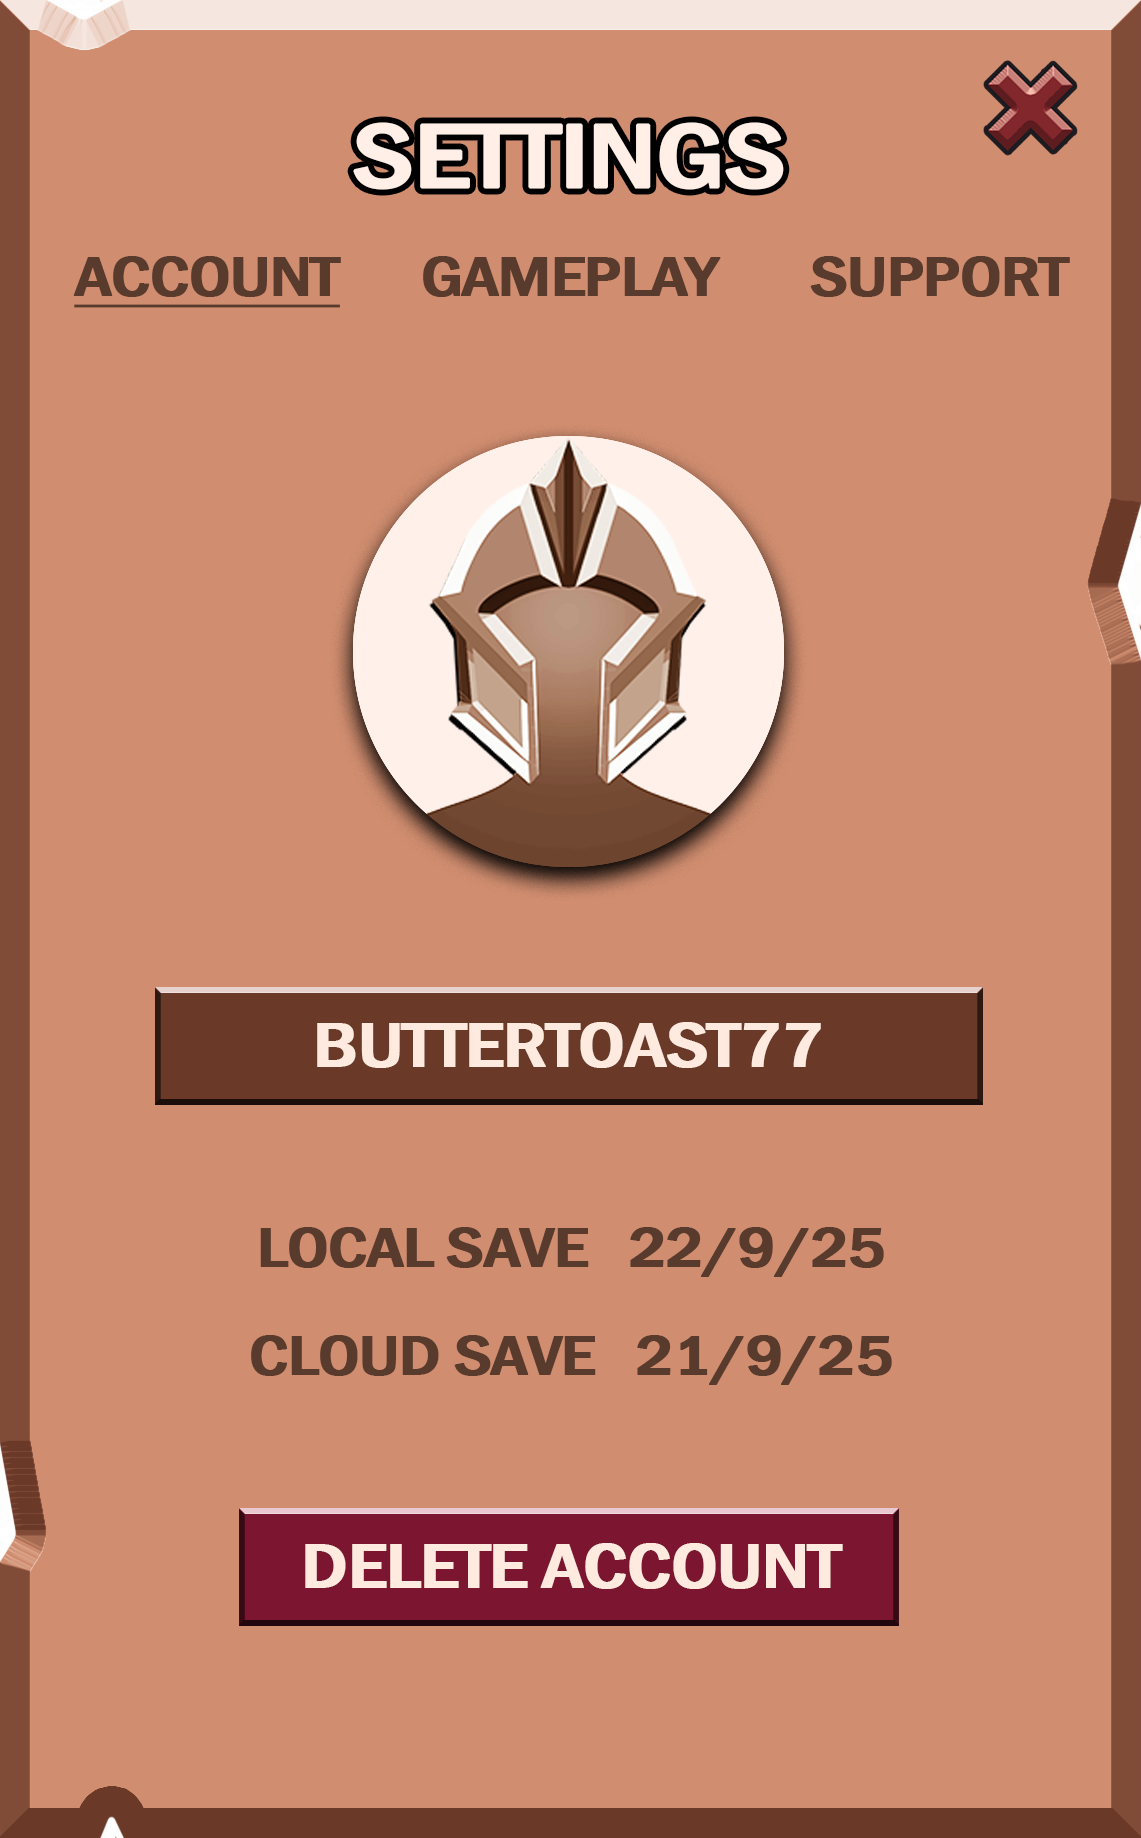 SETTINGS
ACCOUNT GAMEPLAY SUPPORT
BUTTERTOAST77
LOCAL SAVE 22/9/25
CLOUD SAVE 21/9/25
DELETE ACCOUNT